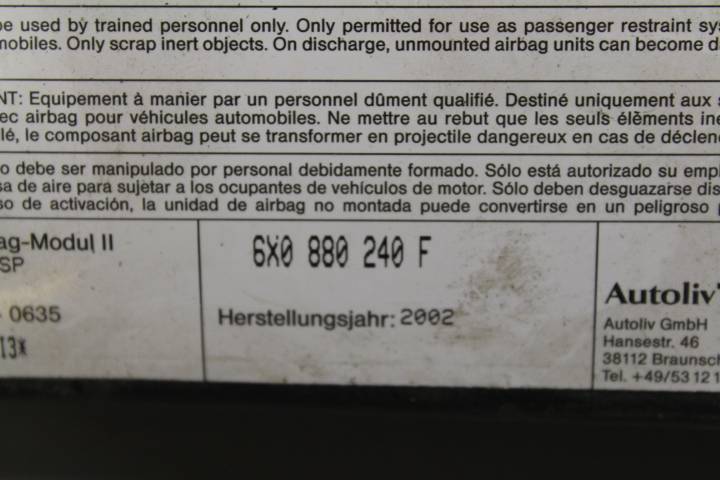 be used by trained personnel only. Only permitted for use as passenger restraint
mobiles. Only scrap inert objects. On discharge, unmounted airbag units can become
NT: Equipement à manier par un personnel dûment qualifié. Destiné uniquement aux
ec airbag pour véhicules automobiles. Ne mettre au rebut que les seuls éléments
lé, le composant airbag peut se transformer en projectile dangereux en cas de
o debe ser manipulado por personal debidamente formado. Sólo está autorizado su
sa de aire para sujetar a los ocupantes de vehículos de motor. Sólo deben desguazarse
so de activación, la unidad de airbag no montada puede convertirse en un peligroso
ag-Modul II
SP
0635
13*
6X0 880 240 F
Herstellungsjahr: 2002
Autoliv
Autoliv GmbH
Hansestr. 46
38112 Braunsch
Tel. +49/53 12 1